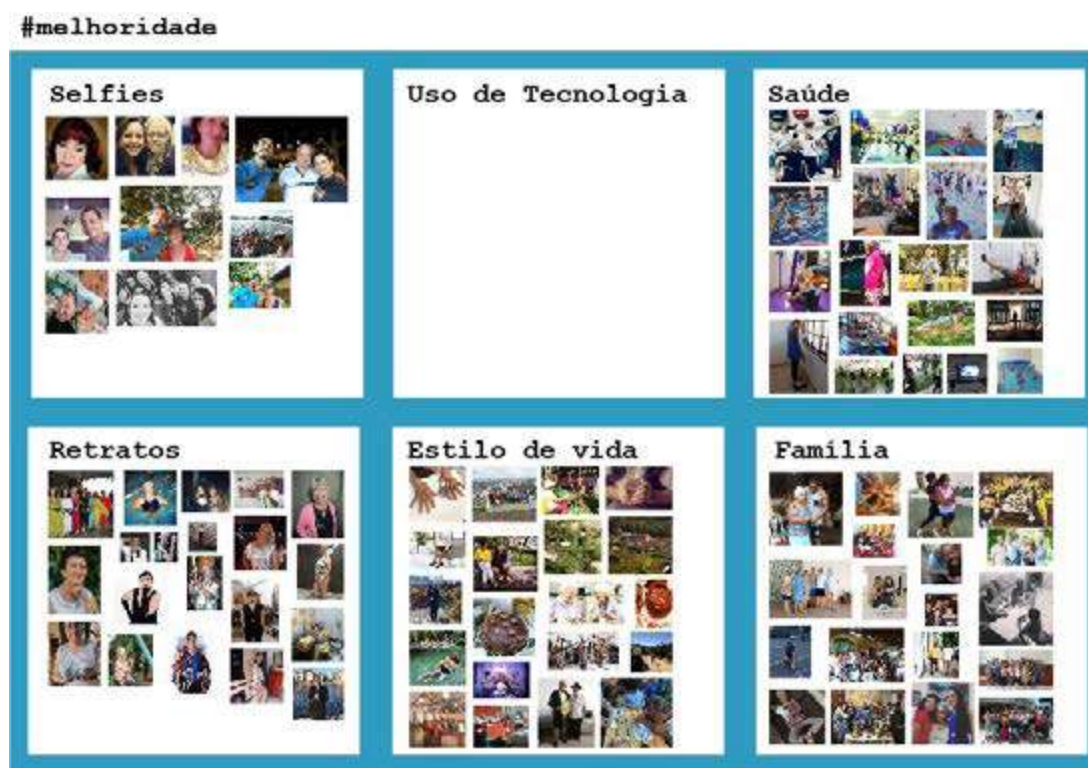 #melhoridade
Selfies
Uso de Tecnologia
Saúde
Retratos
Estilo de vida
Família